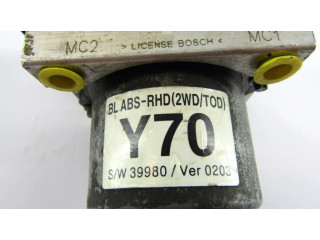 MC2 > LICENSE BOSCH < MC1
BL ABS-RHD(2WD/TOD)
Y70
S/W 39980 / Ver 0203